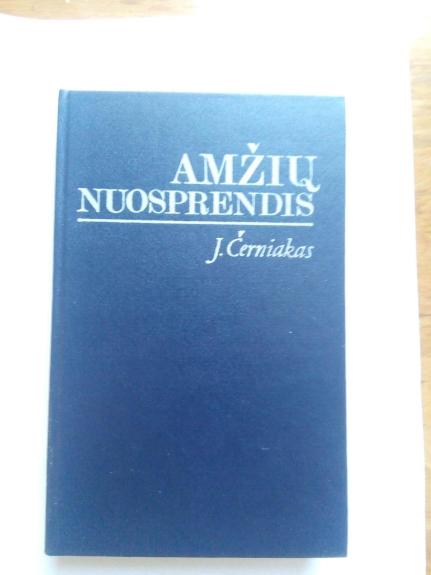 AMŽIŲ
NUOSPRENDIS
J. Černiakas